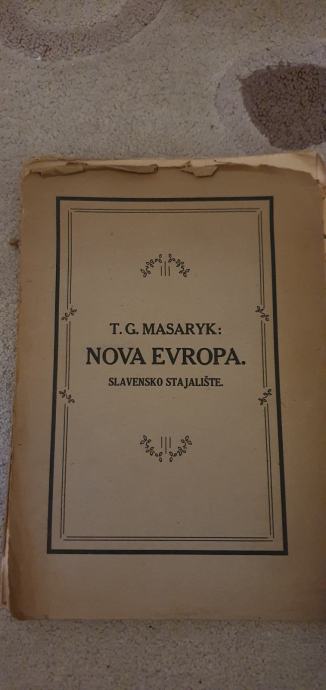 T. G. MASARYK:
NOVA EVROPA.
SLAVENSKO STAJALIŠTE.